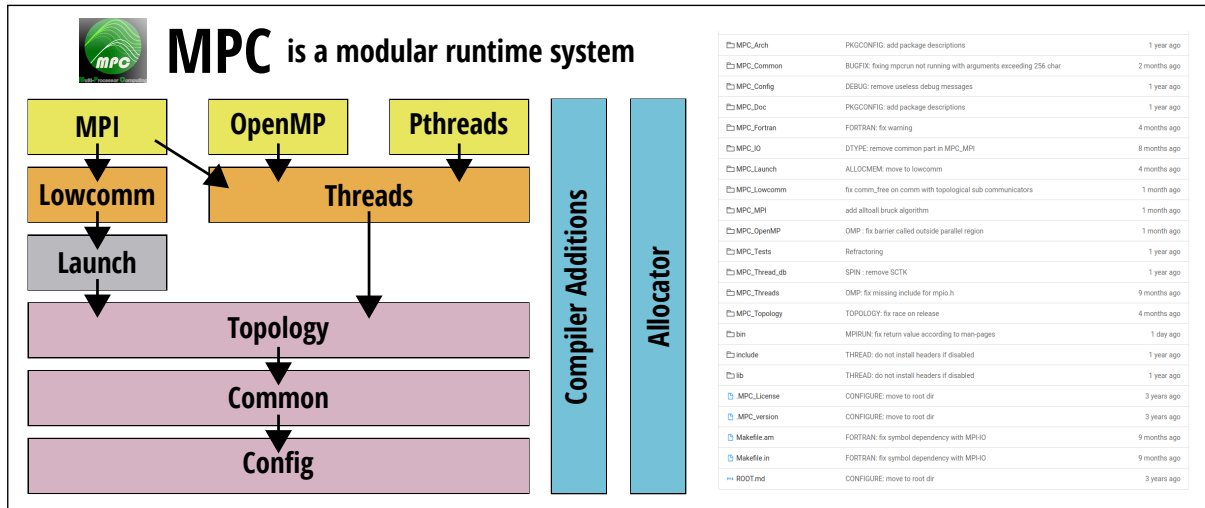 MPC is a modular runtime system
MPC
Multi-Processor Computing
MPI
OpenMP
Pthreads
Lowcomm
Threads
Launch
Topology
Common
Config
Compiler Additions
Allocator
MPC_Arch PKGCONFIG: add package descriptions 1 year ago
MPC_Common BUGFIX: fixing mpcrun not running with arguments exceeding 256 char 2 months ago
MPC_Config DEBUG: remove useless debug messages 1 year ago
MPC_Doc PKGCONFIG: add package descriptions 1 year ago
MPC_Fortran FORTRAN: fix warning 4 months ago
MPC_IO DTYPE: remove common part in MPC_MPI 8 months ago
MPC_Launch ALLOCMEM: move to lowcomm 4 months ago
MPC_Lowcomm fix comm_free on comm with topological sub communicators 1 month ago
MPC_MPI add alltoall bruck algorithm 1 month ago
MPC_OpenMP OMP : fix barrier called outside parallel region 1 month ago
MPC_Tests Refractoring 1 year ago
MPC_Thread_db SPIN : remove SCTK 1 year ago
MPC_Threads OMP: fix missing include for mpio.h 9 months ago
MPC_Topology TOPOLOGY: fix race on release 4 months ago
bin MPIRUN: fix return value according to man-pages 1 day ago
include THREAD: do not install headers if disabled 1 year ago
lib THREAD: do not install headers if disabled 1 year ago
.MPC_License CONFIGURE: move to root dir 3 years ago
.MPC_version CONFIGURE: move to root dir 3 years ago
Makefile.am FORTRAN: fix symbol dependency with MPI-IO 9 months ago
Makefile.in FORTRAN: fix symbol dependency with MPI-IO 9 months ago
ROOT.md CONFIGURE: move to root dir 3 years ago